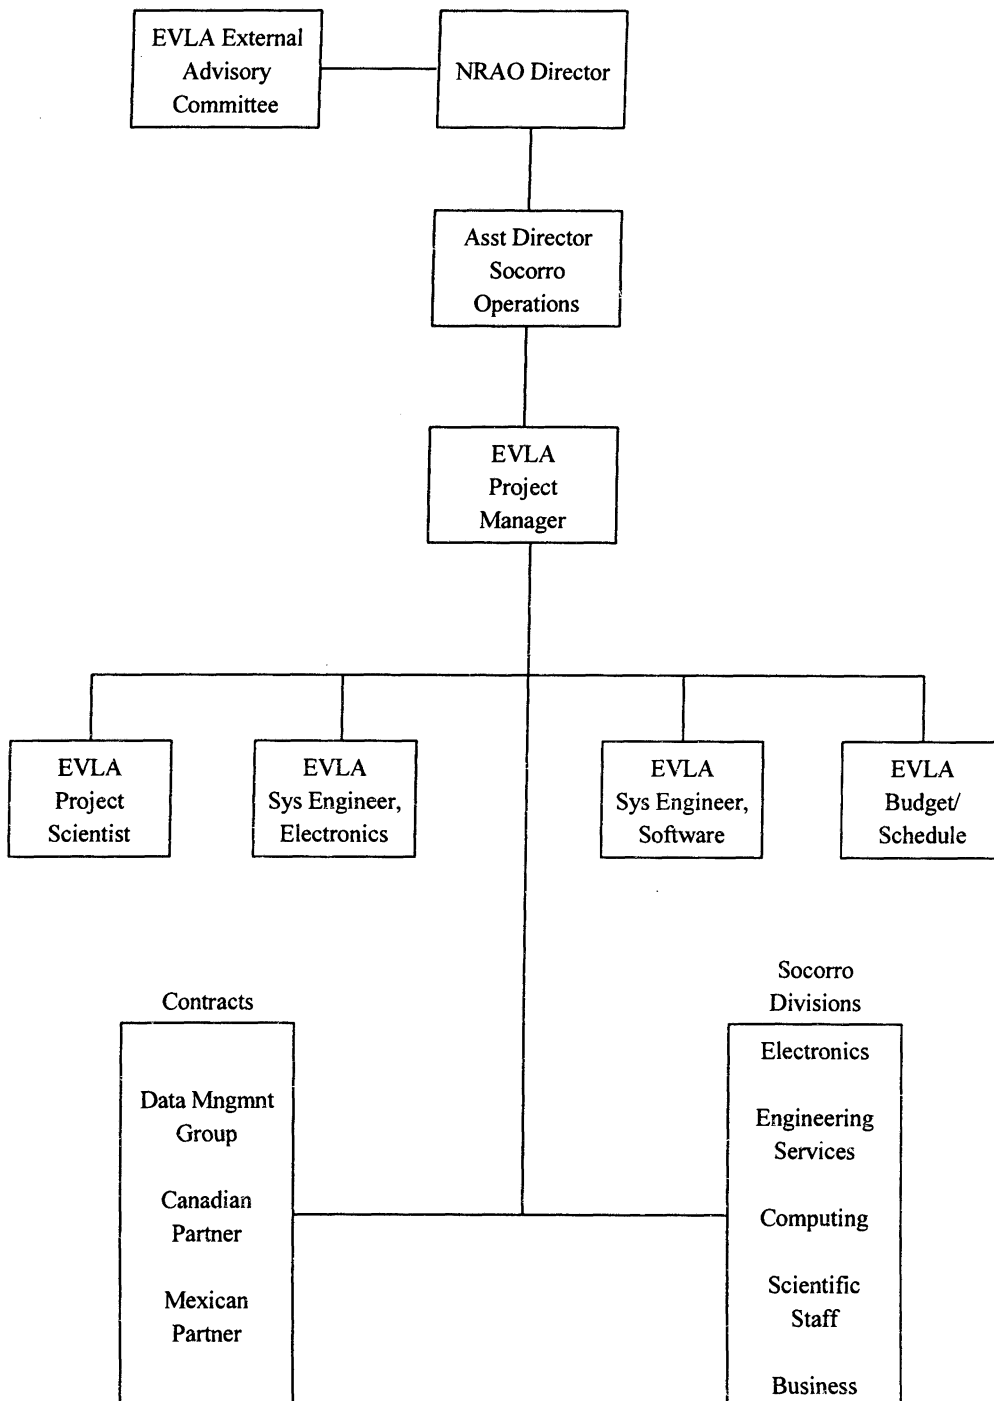 EVLA External
Advisory
Committee
NRAO Director
Asst Director
Socorro
Operations
EVLA
Project
Manager
EVLA
Project
Scientist
EVLA
Sys Engineer,
Electronics
EVLA
Sys Engineer,
Software
EVLA
Budget/
Schedule
Contracts
Data Mngmnt
Group
Canadian
Partner
Mexican
Partner
Socorro
Divisions
Electronics
Engineering
Services
Computing
Scientific
Staff
Business